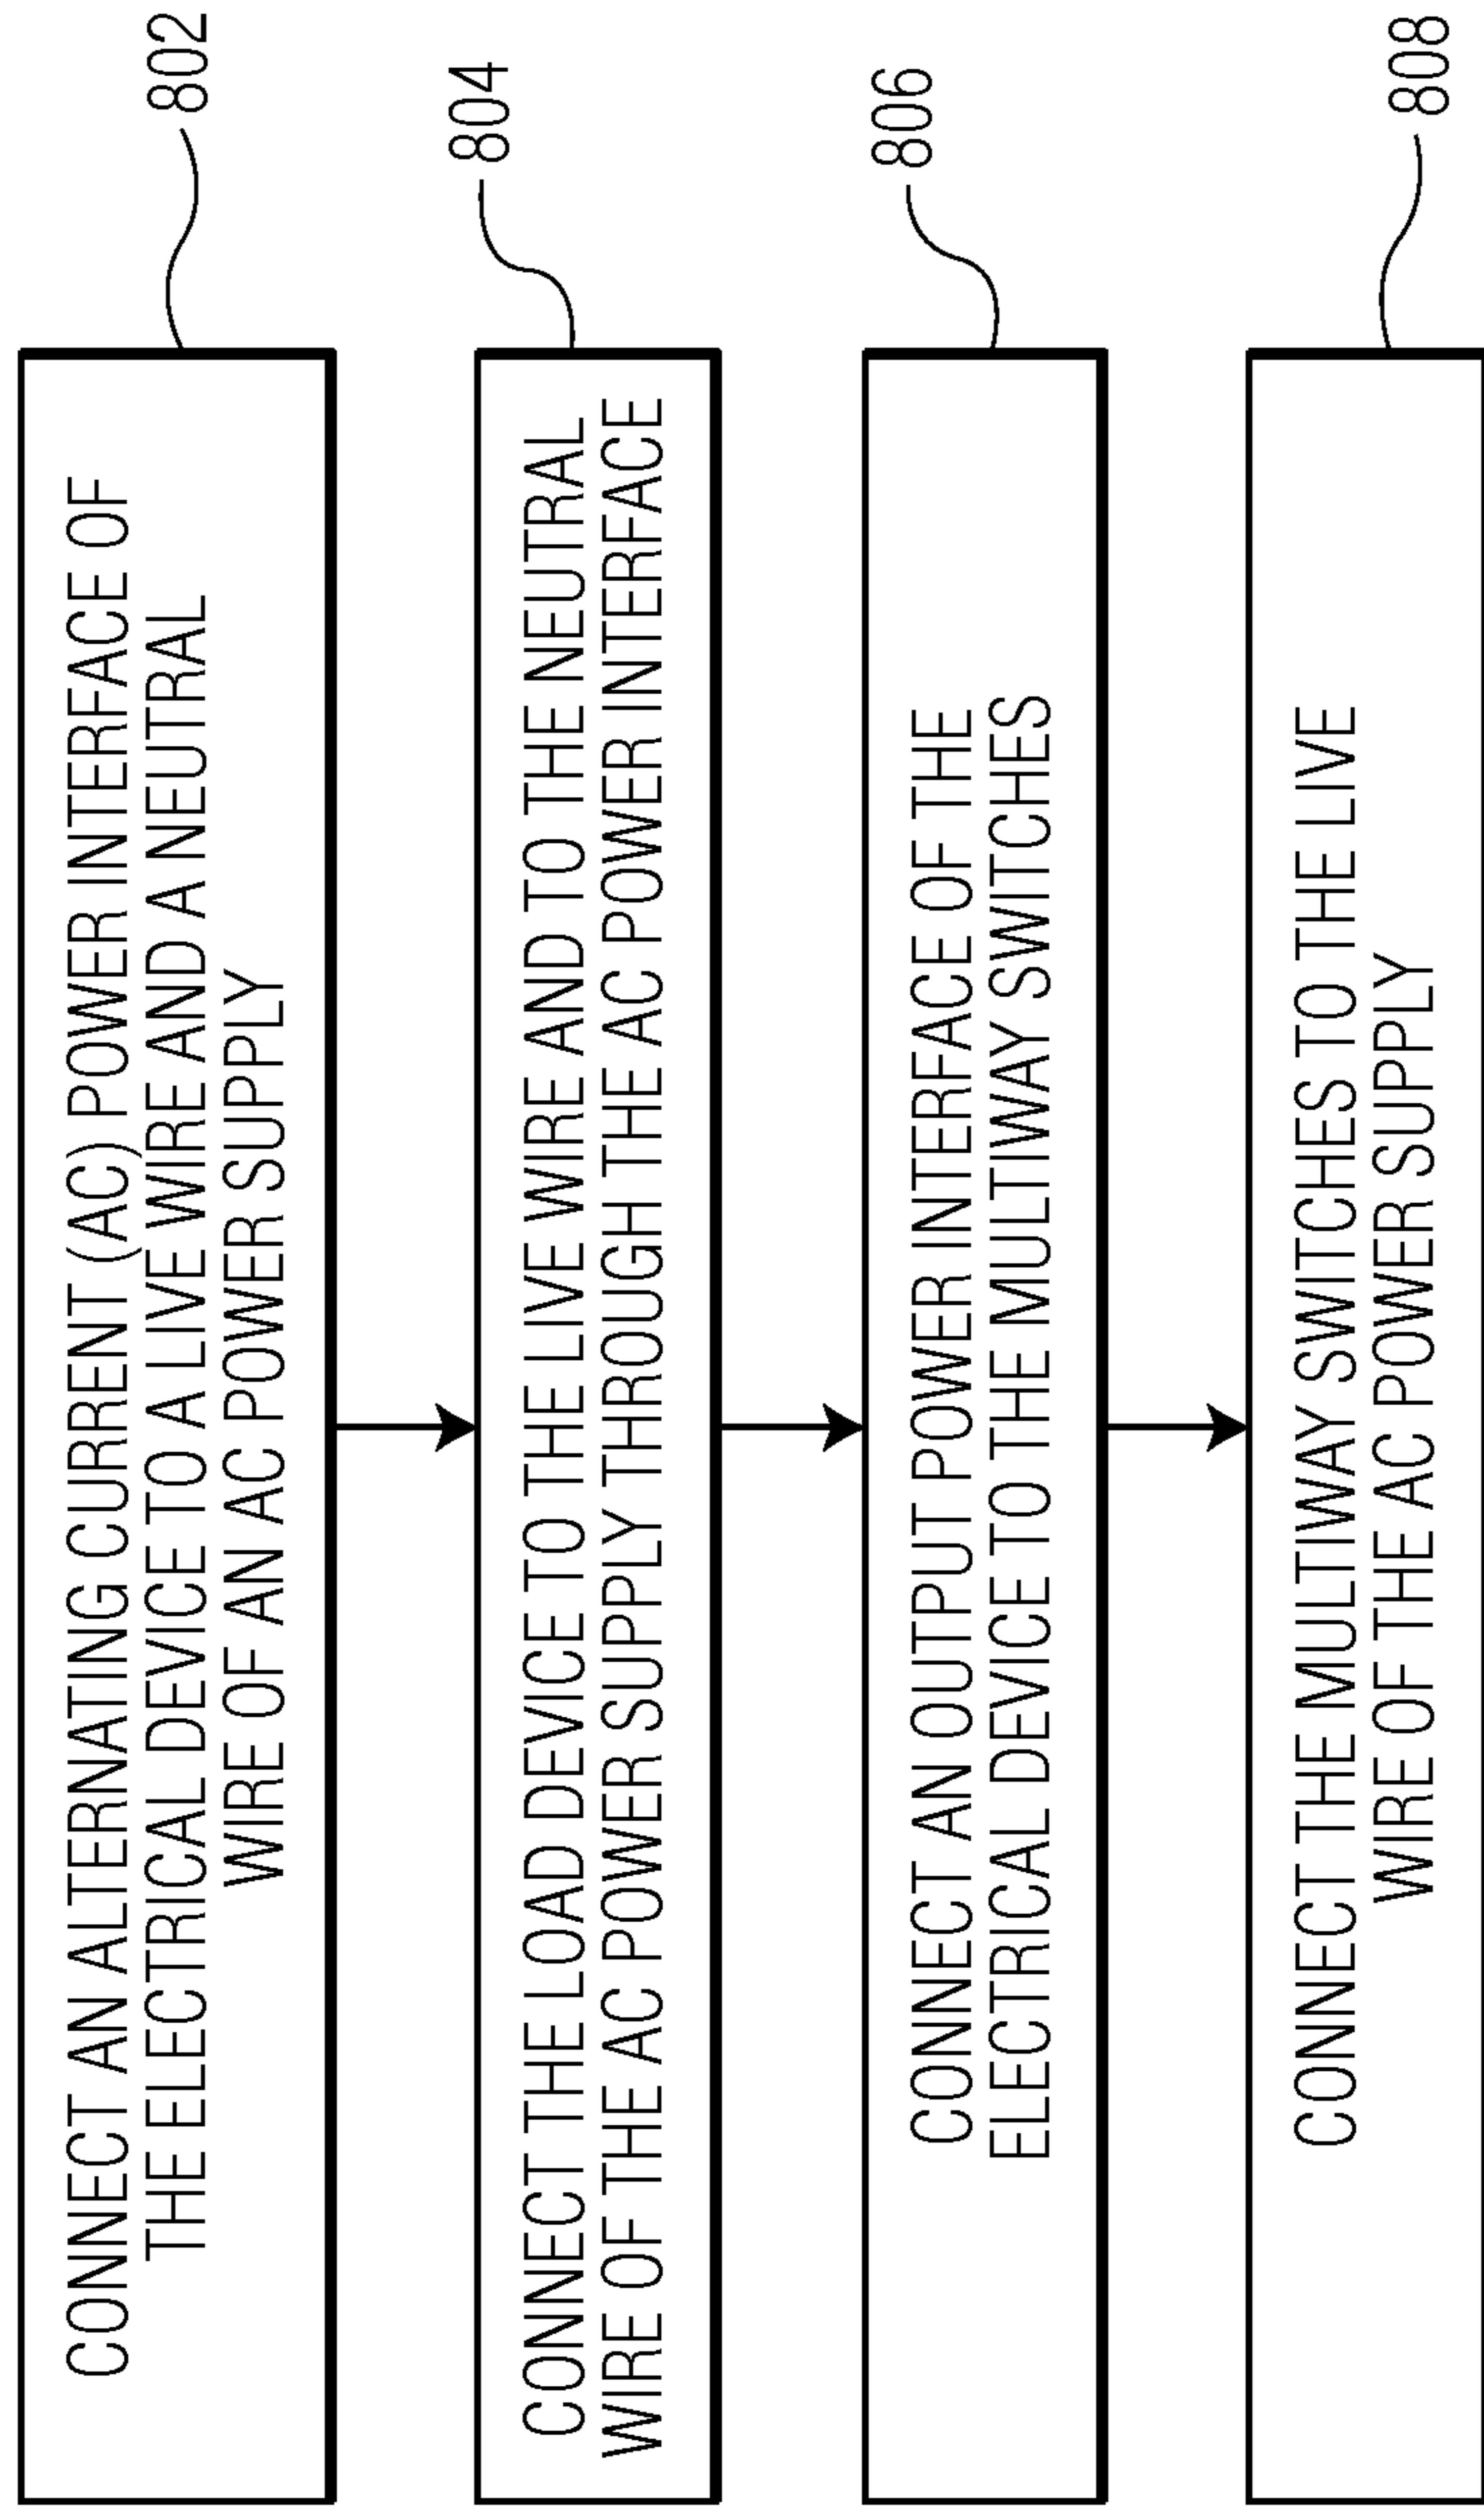 CONNECT AN ALTERNATING CURRENT (AC) POWER INTERFACE OF
THE ELECTRICAL DEVICE TO A LIVE WIRE AND A NEUTRAL
WIRE OF AN AC POWER SUPPLY
802
CONNECT THE LOAD DEVICE TO THE LIVE WIRE AND TO THE NEUTRAL
WIRE OF THE AC POWER SUPPLY THROUGH THE AC POWER INTERFACE
804
CONNECT AN OUTPUT POWER INTERFACE OF THE
ELECTRICAL DEVICE TO THE MULTIWAY SWITCHES
806
CONNECT THE MULTIWAY SWITCHES TO THE LIVE
WIRE OF THE AC POWER SUPPLY
808